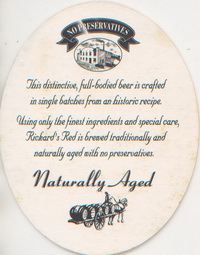 NO PRESERVATIVES
This distinctive, full-bodied beer is crafted
in single batches from an historic recipe.
Using only the finest ingredients and special care,
Rickard's Red is brewed traditionally and
naturally aged with no preservatives.
Naturally Aged